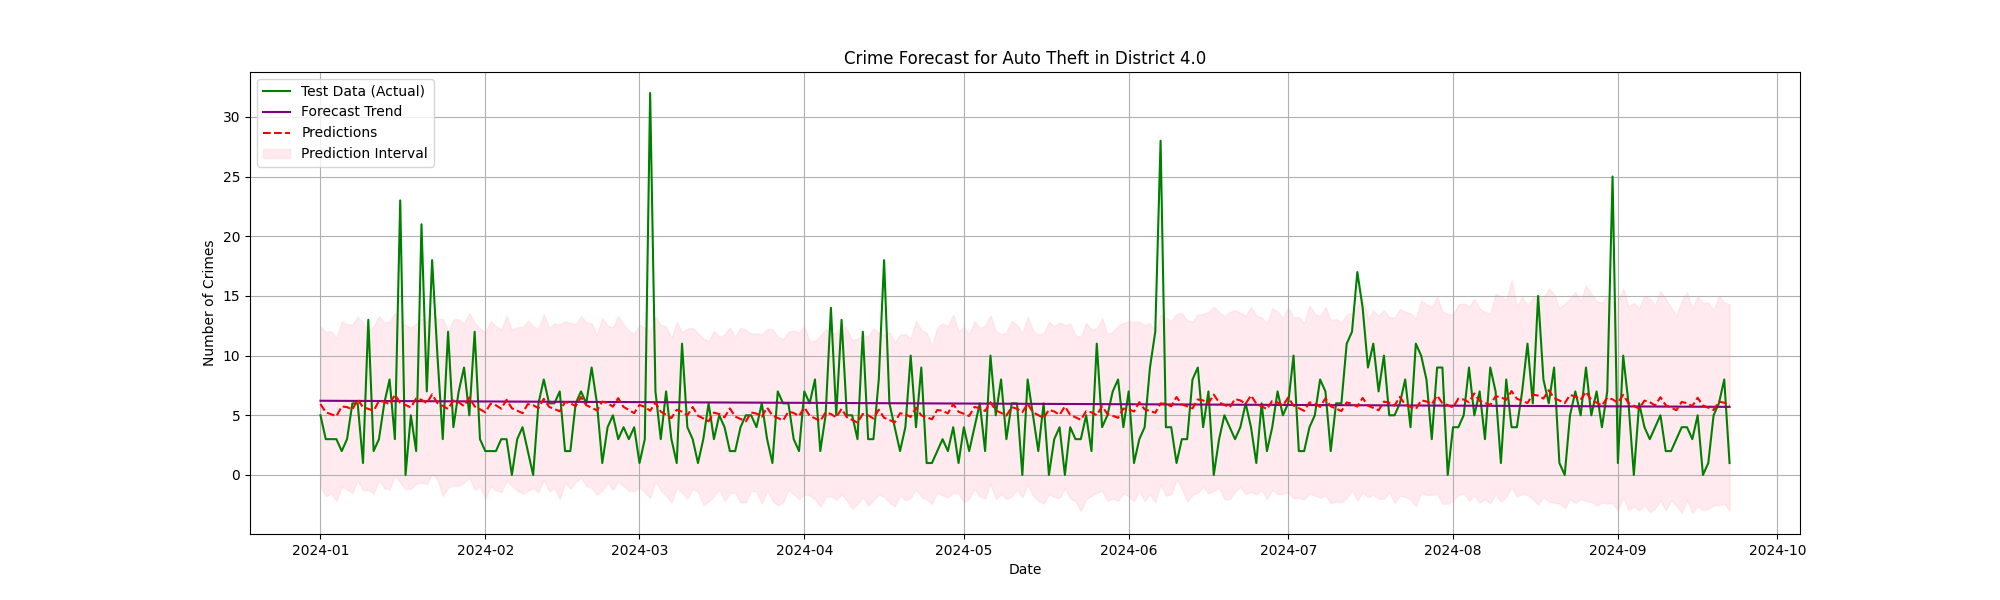 Crime Forecast for Auto Theft in District 4.0
Test Data (Actual)
Forecast Trend
Predictions
Prediction Interval
Number of Crimes
30
25
20
15
10
5
0
2024-01 2024-02 2024-03 2024-04 2024-05 2024-06 2024-07 2024-08 2024-09 2024-10
Date